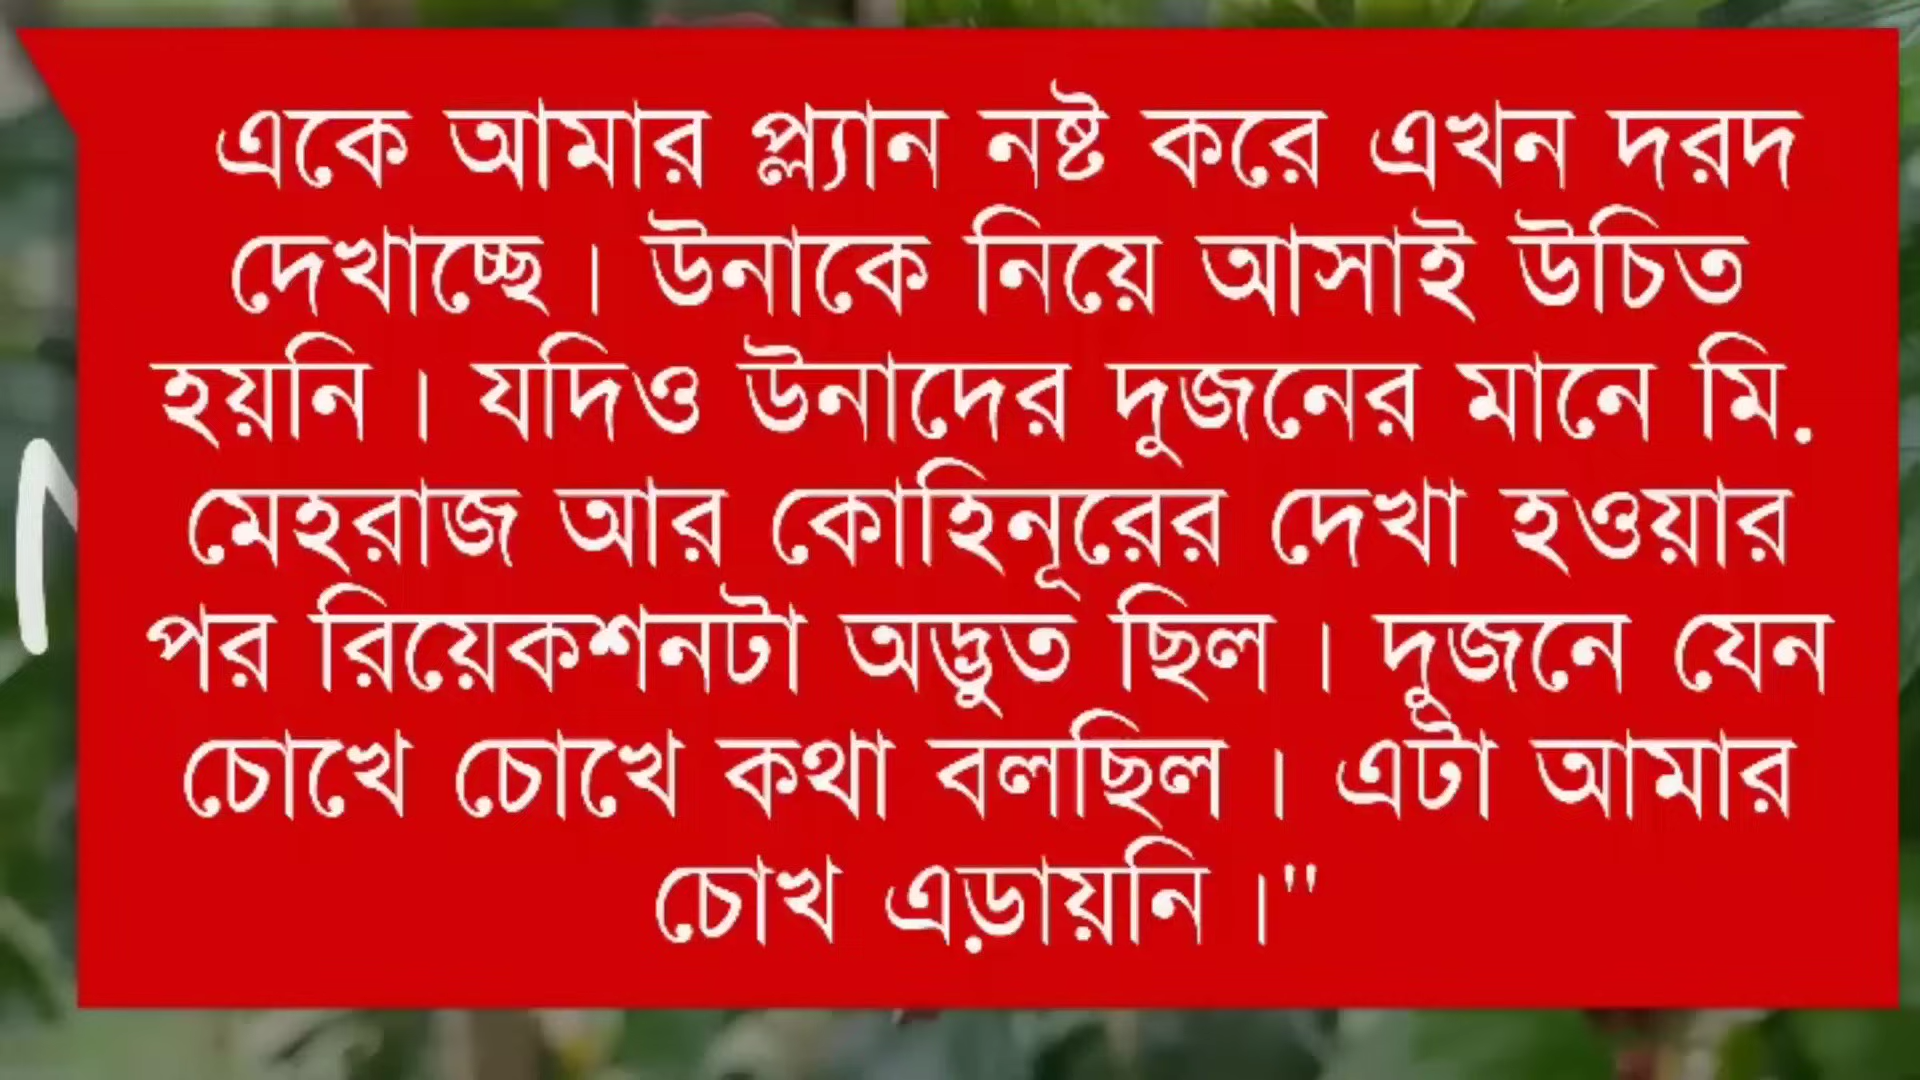 একে আমার প্ল্যান নষ্ট করে এখন দরদ
দেখাচ্ছে। উনাকে নিয়ে আসাই উচিত
হয়নি। যদিও উনাদের দুজনের মানে মি.
মেহরাজ আর কোহিনূরের দেখা হওয়ার
পর রিয়েকশনটা অদ্ভুত ছিল। দুজনে যেন
চোখে চোখে কথা বলছিল। এটা আমার
চোখ এড়ায়নি।"